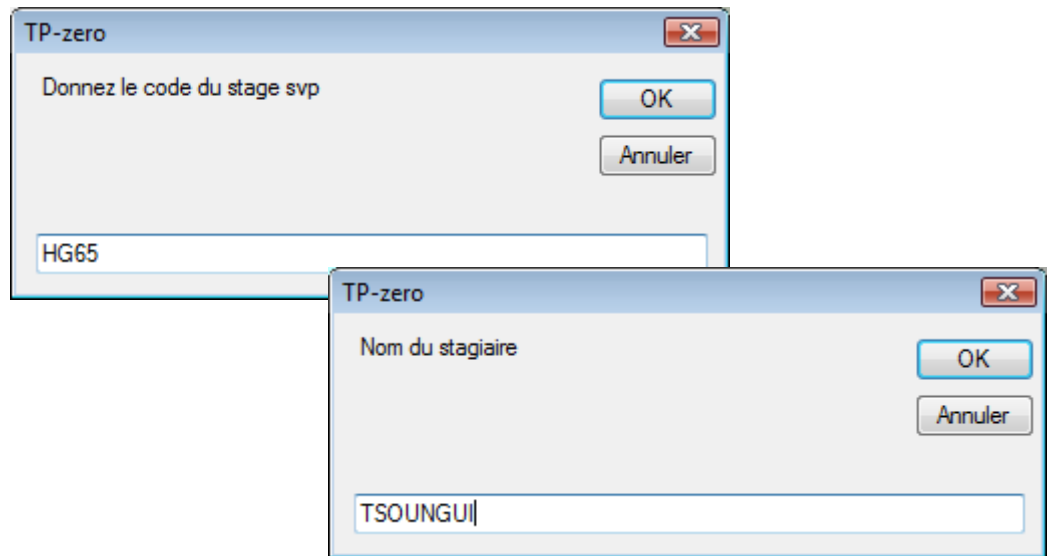 TP-zero
Donnez le code du stage svp
OK
Annuler
HG65
TP-zero
Nom du stagiaire
OK
Annuler
TSOUNGUI